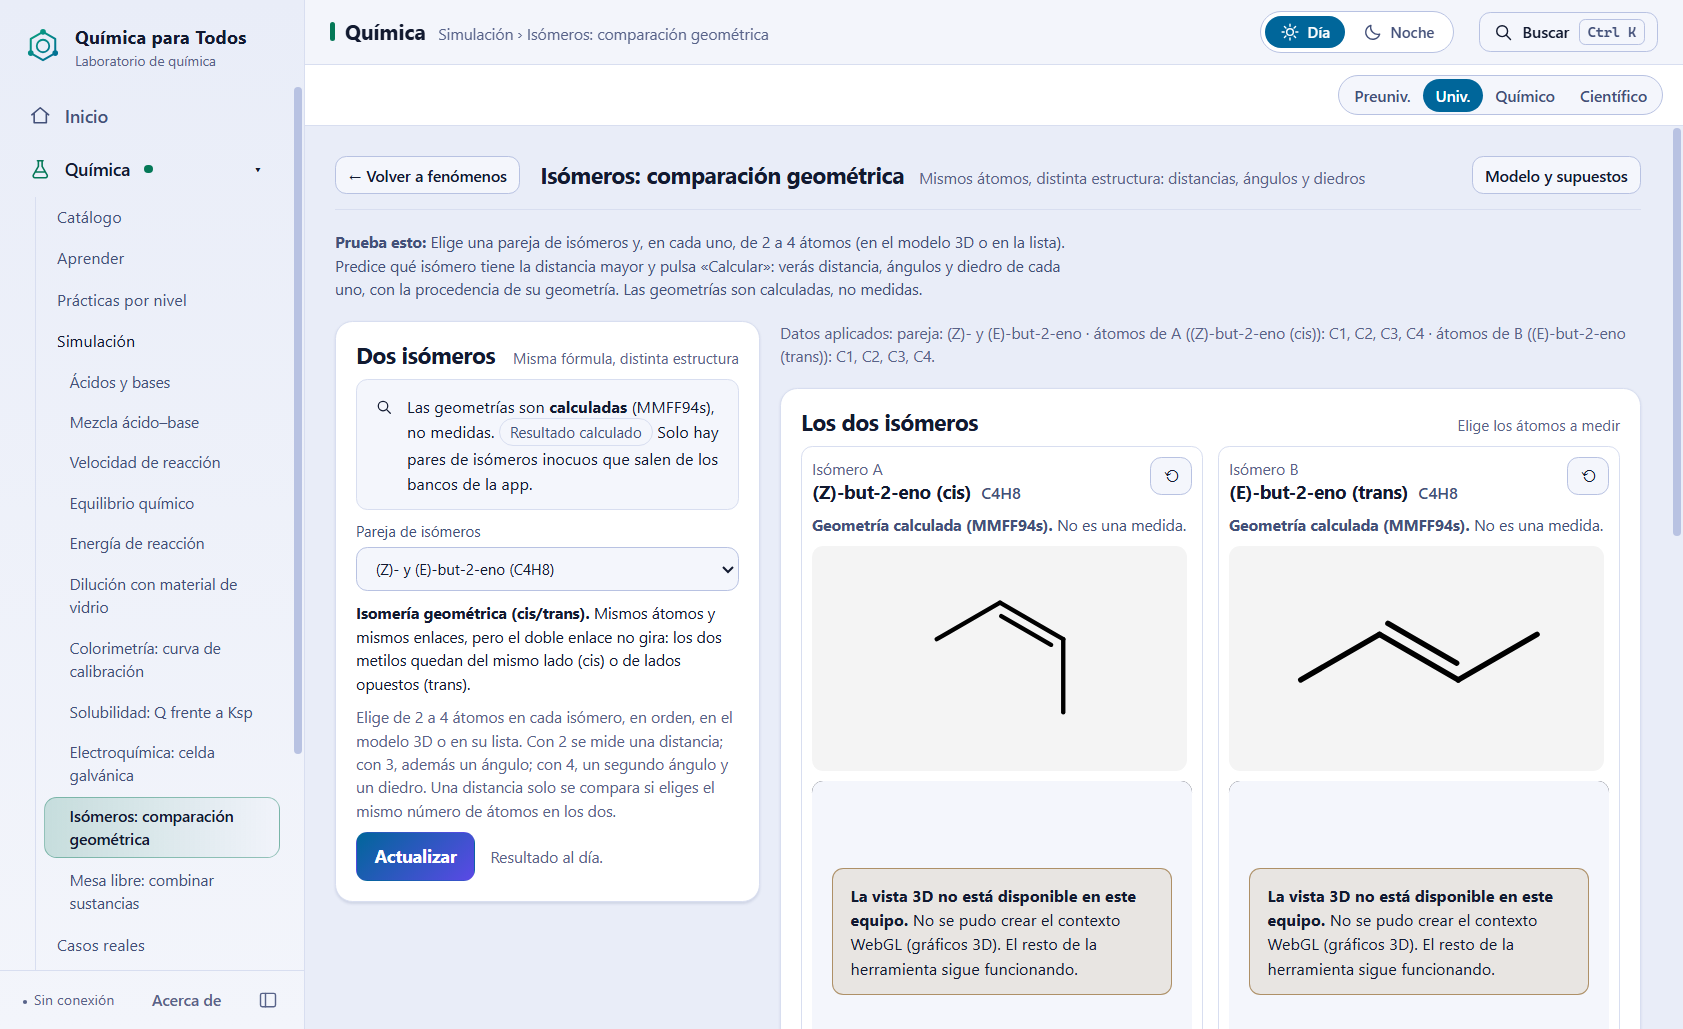 Química para Todos
Laboratorio de química
Inicio
Química
Catálogo
Aprender
Prácticas por nivel
Simulación
Ácidos y bases
Mezcla ácido–base
Velocidad de reacción
Equilibrio químico
Energía de reacción
Dilución con material de
vidrio
Colorimetría: curva de
calibración
Solubilidad: Q frente a Ksp
Electroquímica: celda
galvánica
Isómeros: comparación
geométrica
Mesa libre: combinar
sustancias
Casos reales
• Sin conexión
Acerca de
Química
Simulación › Isómeros: comparación geométrica
Día
Noche
Buscar
Ctrl K
Preuniv.
Univ.
Químico
Científico
← Volver a fenómenos
Isómeros: comparación geométrica
Mismos átomos, distinta estructura: distancias, ángulos y diedros
Modelo y supuestos
Prueba esto: Elige una pareja de isómeros y, en cada uno, de 2 a 4 átomos (en el modelo 3D o en la lista).
Predice qué isómero tiene la distancia mayor y pulsa «Calcular»: verás distancia, ángulos y diedro de cada
uno, con la procedencia de su geometría. Las geometrías son calculadas, no medidas.
Dos isómeros
Misma fórmula, distinta estructura
Las geometrías son calculadas (MMFF94s),
no medidas. Resultado calculado Solo hay
pares de isómeros inocuos que salen de los
bancos de la app.
Pareja de isómeros
(Z)- y (E)-but-2-eno (C4H8)
Isomería geométrica (cis/trans). Mismos átomos y
mismos enlaces, pero el doble enlace no gira: los dos
metilos quedan del mismo lado (cis) o de lados
opuestos (trans).
Elige de 2 a 4 átomos en cada isómero, en orden, en el
modelo 3D o en su lista. Con 2 se mide una distancia;
con 3, además un ángulo; con 4, un segundo ángulo y
un diedro. Una distancia solo se compara si eliges el
mismo número de átomos en los dos.
Actualizar
Resultado al día.
Datos aplicados: pareja: (Z)- y (E)-but-2-eno · átomos de A ((Z)-but-2-eno (cis)): C1, C2, C3, C4 · átomos de B ((E)-but-2-eno
(trans)): C1, C2, C3, C4.
Los dos isómeros
Elige los átomos a medir
Isómero A
(Z)-but-2-eno (cis) C4H8
Geometría calculada (MMFF94s). No es una medida.
La vista 3D no está disponible en este
equipo. No se pudo crear el contexto
WebGL (gráficos 3D). El resto de la
herramienta sigue funcionando.
Isómero B
(E)-but-2-eno (trans) C4H8
Geometría calculada (MMFF94s). No es una medida.
La vista 3D no está disponible en este
equipo. No se pudo crear el contexto
WebGL (gráficos 3D). El resto de la
herramienta sigue funcionando.